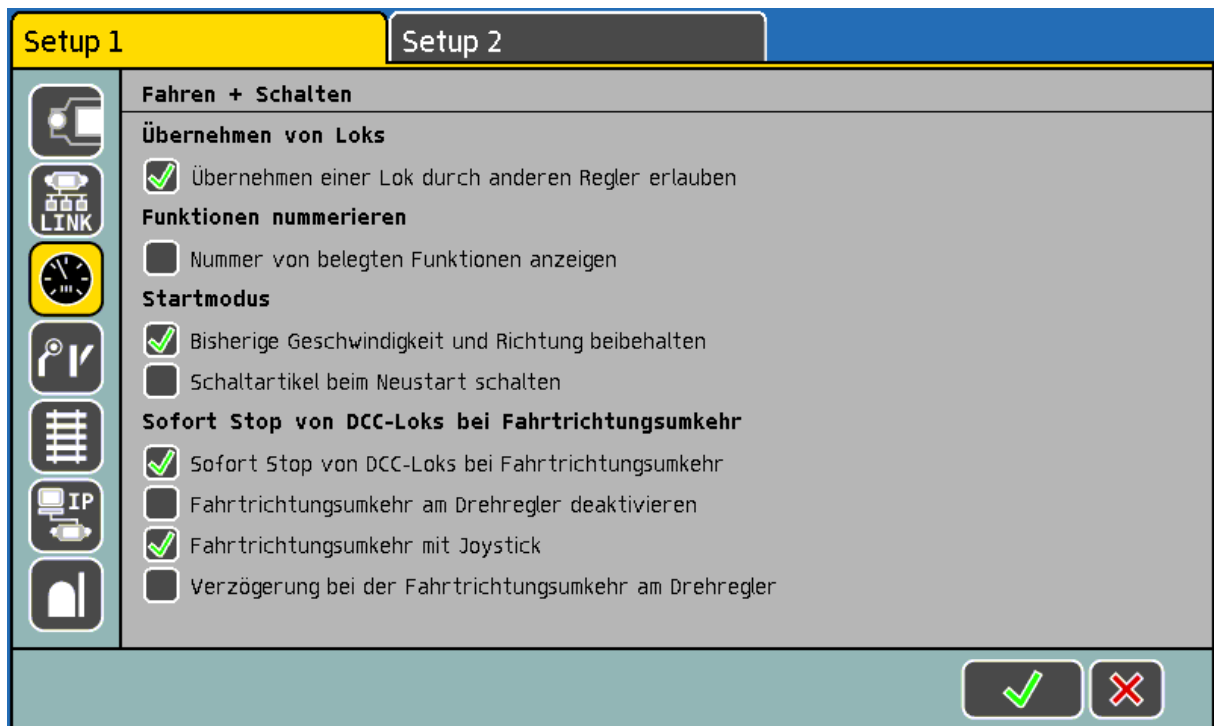 Setup 1
Setup 2
Fahren + Schalten
Übernehmen von Loks
Übernehmen einer Lok durch anderen Regler erlauben
LINK
Funktionen nummerieren
Nummer von belegten Funktionen anzeigen
Startmodus
Bisherige Geschwindigkeit und Richtung beibehalten
Schaltartikel beim Neustart schalten
Sofort Stop von DCC-Loks bei Fahrtrichtungsumkehr
Sofort Stop von DCC-Loks bei Fahrtrichtungsumkehr
IP
Fahrtrichtungsumkehr am Drehregler deaktivieren
Fahrtrichtungsumkehr mit Joystick
Verzögerung bei der Fahrtrichtungsumkehr am Drehregler